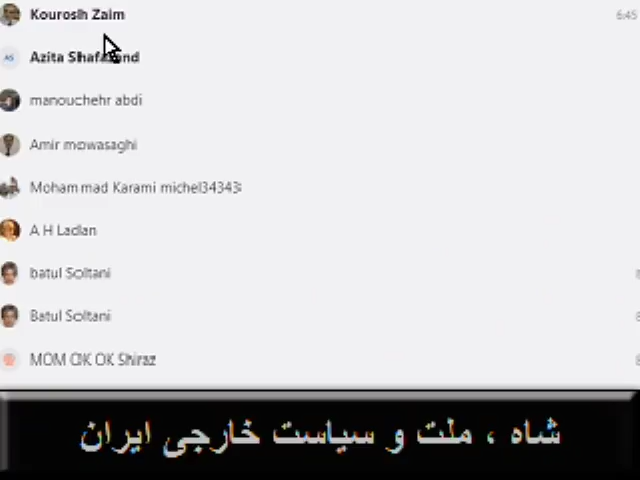 Kourosh Zaim
6:45
Azita
manouchehr abdi
Amir mowasaghi
Mohammad Karami michel34343
A H Ladan
batul Soltani
Batul Soltani
MOM OK OK Shiraz
شاه ، ملت و سیاست خارجی ایران